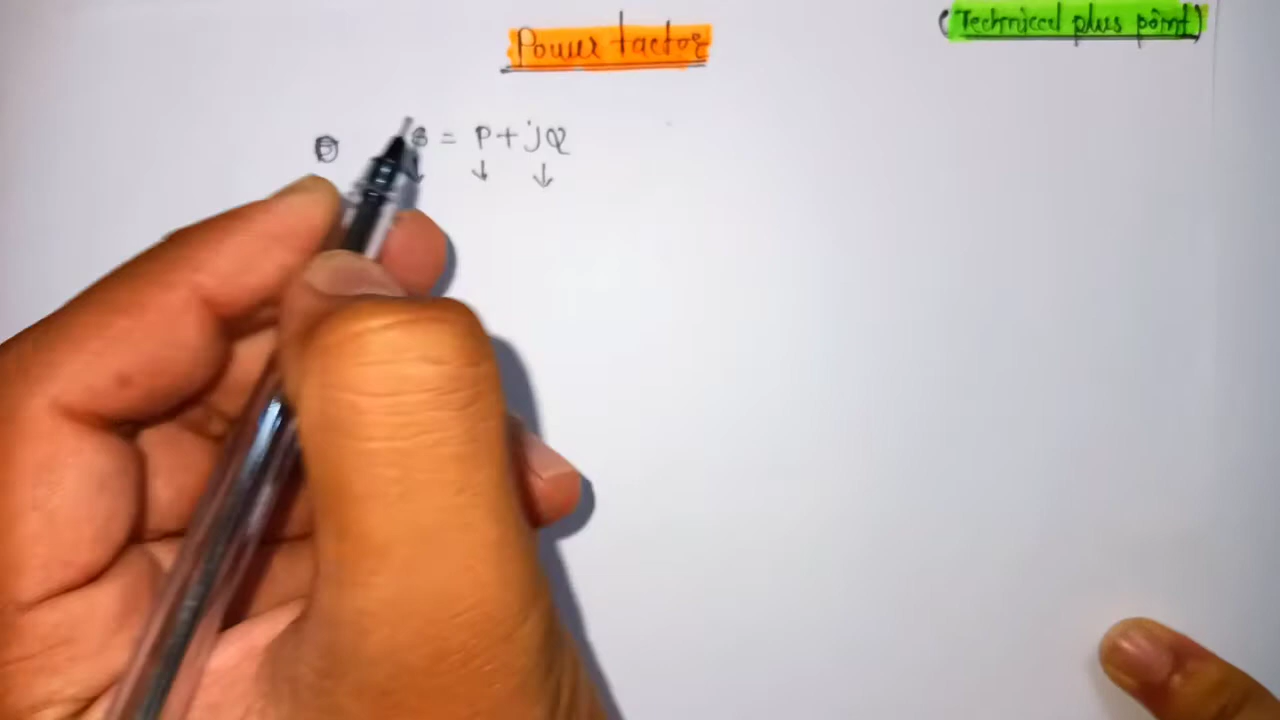 Power factor
(Technical plus point)
S = P + jQ
↓ ↓ ↓